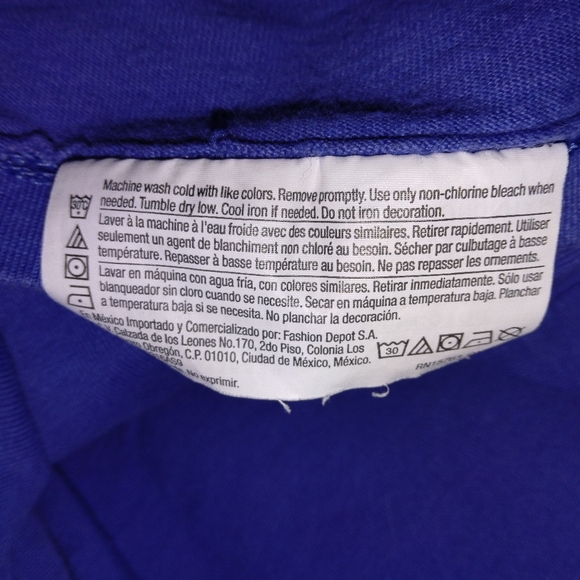 Machine wash cold with like colors. Remove promptly. Use only non-chlorine bleach when
needed. Tumble dry low. Cool iron if needed. Do not iron decoration.
Laver à la machine à l'eau froide avec des couleurs similaires. Retirer rapidement. Utiliser
seulement un agent de blanchiment non chloré au besoin. Sécher par culbutage à basse
température. Repasser à basse température au besoin. Ne pas repasser les ornements.
Lavar en máquina con agua fría, con colores similares. Retirar inmediatamente. Sólo usar
blanqueador sin cloro cuando se necesite. Secar en máquina a temperatura baja. Planchar
a temperatura baja si se necesita. No planchar la decoración.
En México Importado y Comercializado por: Fashion Depot S.A.
Calzada de los Leones No.170, 2do Piso, Colonia Los
Obregón, C.P. 01010, Ciudad de México, México.
No exprimir.
30°C
30